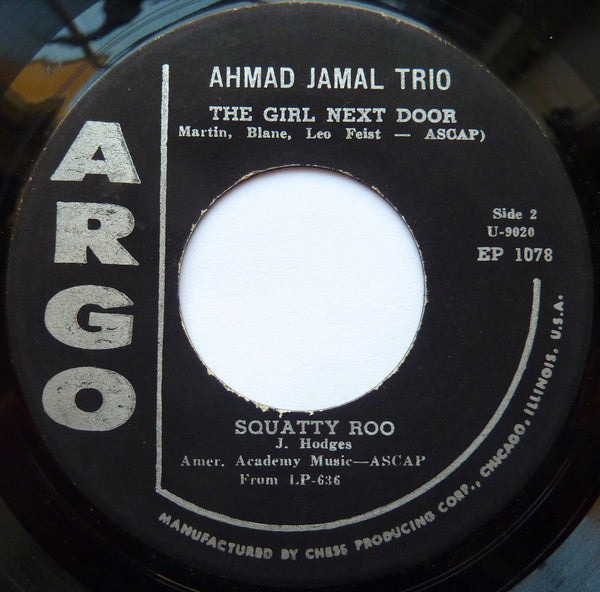 ARGO
AHMAD JAMAL TRIO
THE GIRL NEXT DOOR
Martin, Blane, Leo Feist — ASCAP)
Side 2
U-9020
EP 1078
SQUATTY ROO
J. Hodges
Amer. Academy Music—ASCAP
From LP-636
MANUFACTURED BY CHESS PRODUCING CORP., CHICAGO, ILLINOIS, U.S.A.